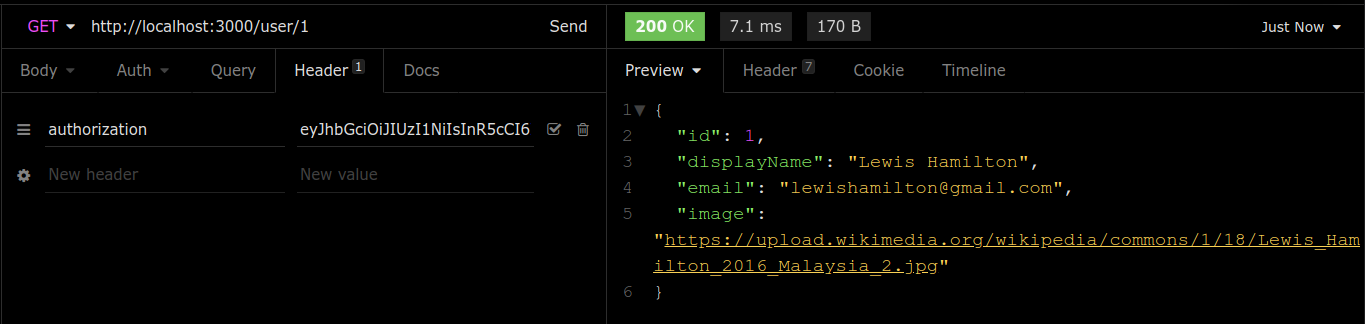 GET http://localhost:3000/user/1 Send
Body Auth Query Header 1 Docs
authorization eyJhbGciOiJIUzI1NiIsInR5cCI6
New header New value
200 OK 7.1 ms 170 B Just Now
Preview Header 7 Cookie Timeline
1 {
2 "id": 1,
3 "displayName": "Lewis Hamilton",
4 "email": "lewishamilton@gmail.com",
5 "image":
"https://upload.wikimedia.org/wikipedia/commons/1/18/Lewis_Ham
ilton_2016_Malaysia_2.jpg"
6 }